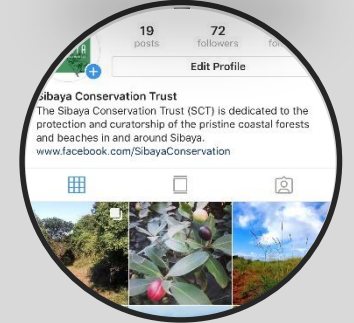 19 72
posts followers
Edit Profile
Sibaya Conservation Trust
The Sibaya Conservation Trust (SCT) is dedicated to the
protection and curatorship of the pristine coastal forests
and beaches in and around Sibaya.
www.facebook.com/SibayaConservation